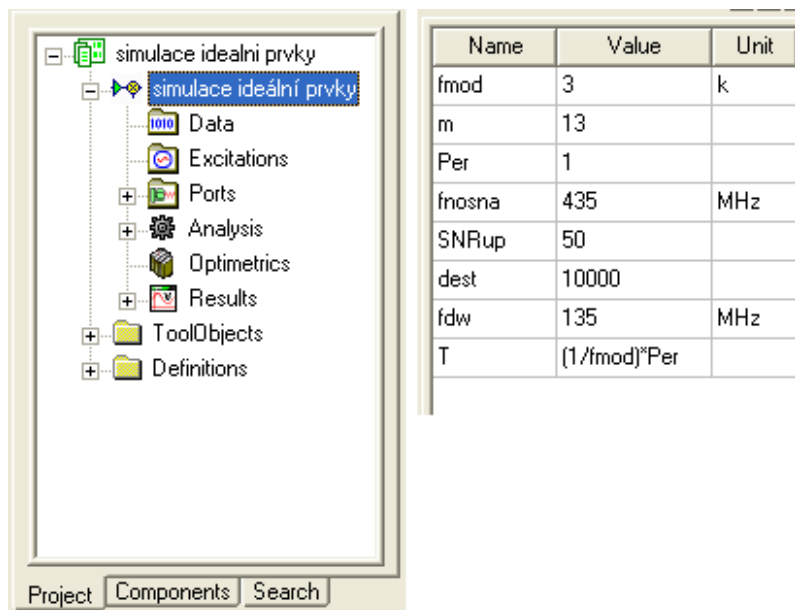 simulace idealni prvky
simulace ideální prvky
1010 Data
Excitations
Ports
Analysis
Optimetrics
Results
ToolObjects
Definitions
Project Components Search
Name Value Unit
fmod 3 k
m 13
Per 1
fnosna 435 MHz
SNRup 50
dest 10000
fdw 135 MHz
T (1/fmod)*Per